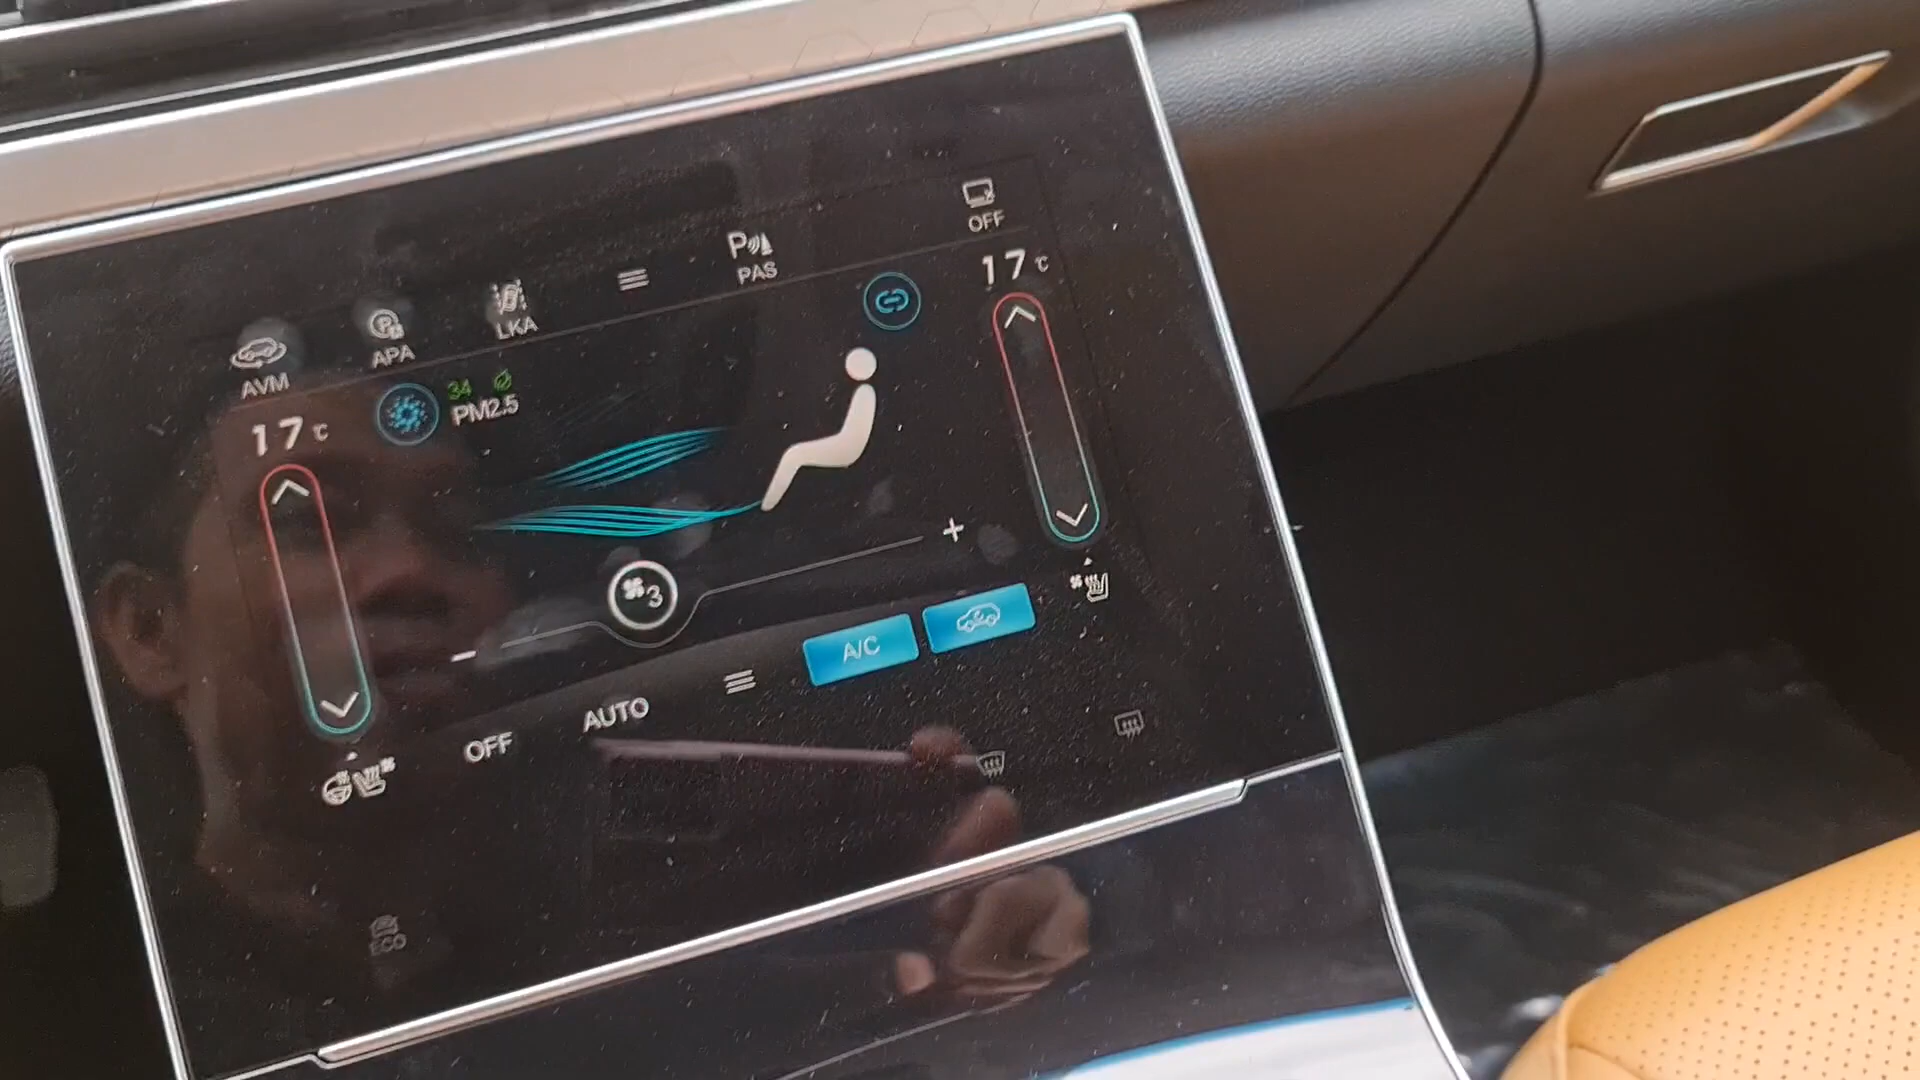 OFF
PAS
LKA
APA
AVM
17 °C
34
PM2.5
17 °C
+
3
−
A/C
AUTO
OFF
ECO